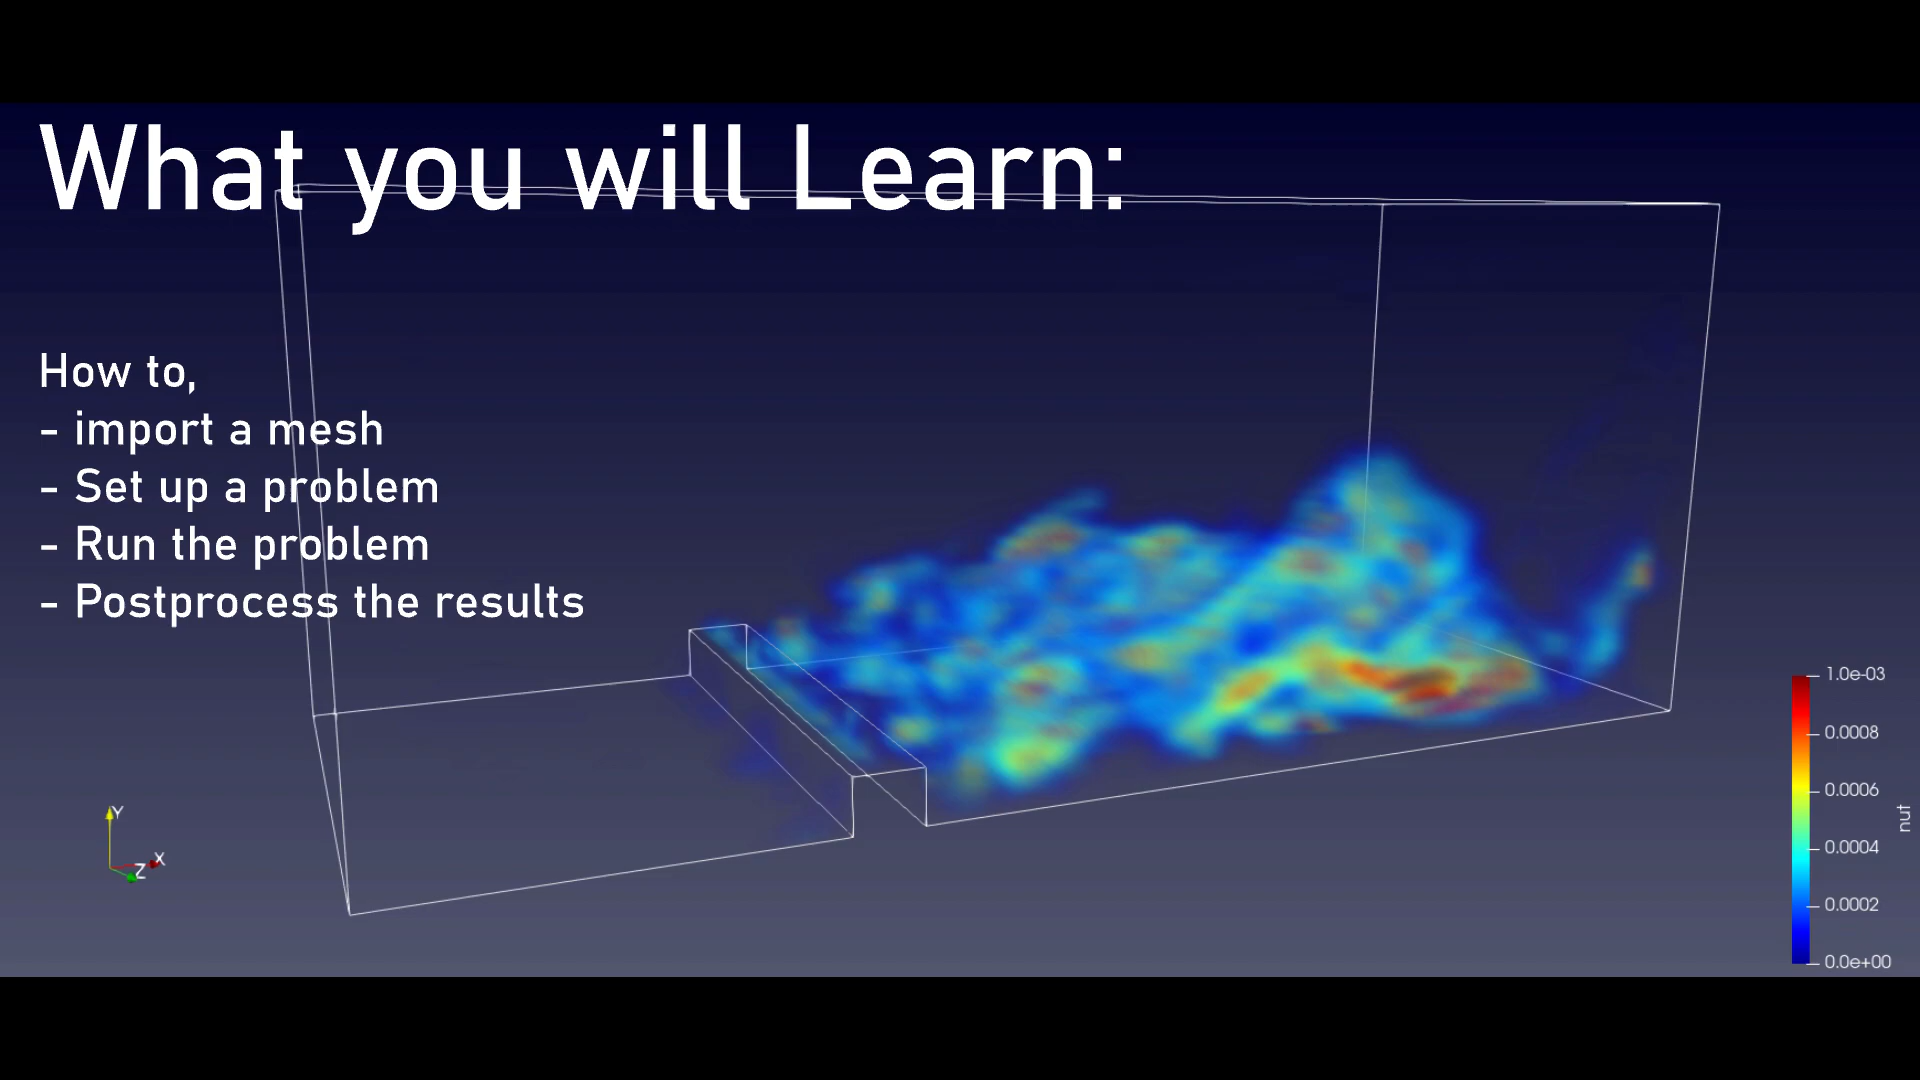 What you will Learn:
How to,
- import a mesh
- Set up a problem
- Run the problem
- Postprocess the results
1.0e-03
0.0008
0.0006
0.0004
0.0002
0.0e+00
nut
Y
X
Z